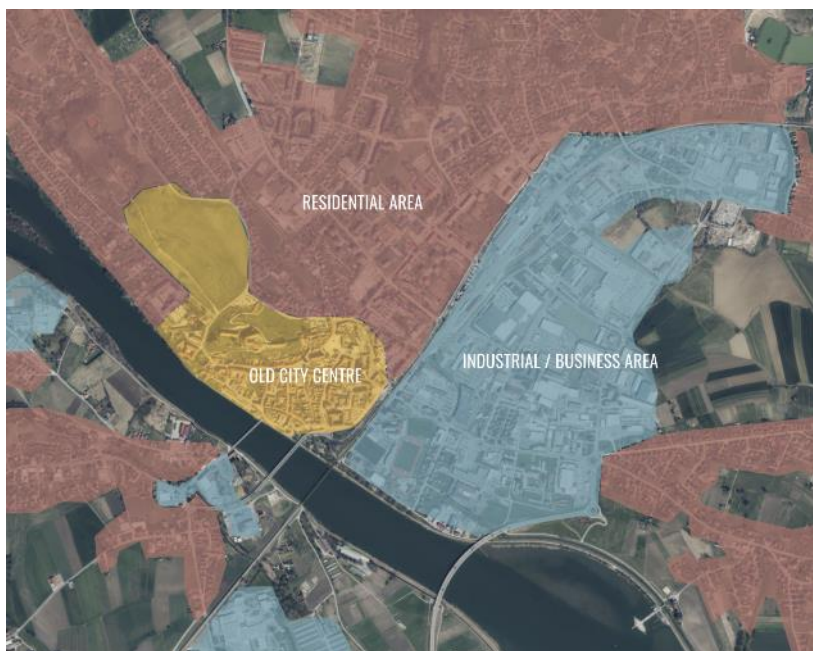 RESIDENTIAL AREA
INDUSTRIAL / BUSINESS AREA
OLD CITY CENTRE